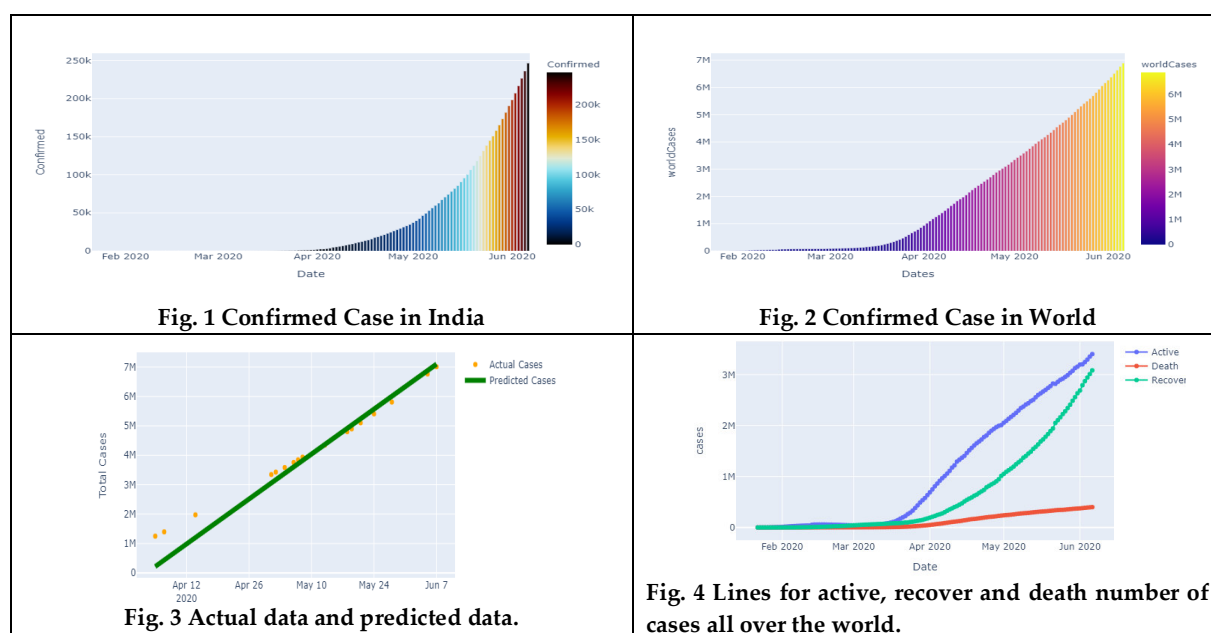 Confirmed
250k
200k
150k
100k
50k
0
Feb 2020
Mar 2020
Apr 2020
May 2020
Jun 2020
Date
Confirmed
200k
150k
100k
50k
0
Fig. 1 Confirmed Case in India
worldCases
7M
6M
5M
4M
3M
2M
1M
0
Feb 2020
Mar 2020
Apr 2020
May 2020
Jun 2020
Dates
worldCases
6M
5M
4M
3M
2M
1M
0
Fig. 2 Confirmed Case in World
Total Cases
7M
6M
5M
4M
3M
2M
1M
0
Apr 12
2020
Apr 26
May 10
May 24
Jun 7
Actual Cases
Predicted Cases
Fig. 3 Actual data and predicted data.
cases
3M
2M
1M
0
Feb 2020
Mar 2020
Apr 2020
May 2020
Jun 2020
Date
Active
Death
Recover
Fig. 4 Lines for active, recover and death number of
cases all over the world.